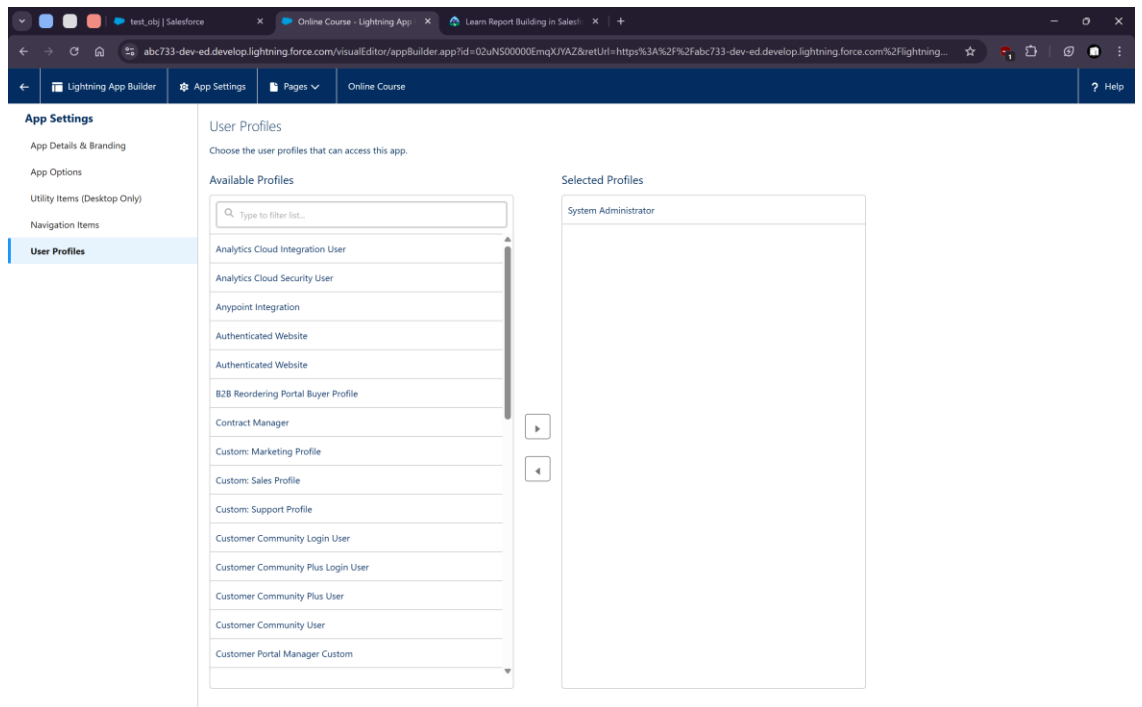 test_obj | Salesforce
Online Course - Lightning App
Learn Report Building in Salesf
abc733-dev-ed.develop.lightning.force.com/visualEditor/appBuilder.app?id=02uNS00000EmqXJYAZ&retUrl=https%3A%2F%2Fabc733-dev-ed.develop.lightning.force.com%2Flightning...
1
Lightning App Builder
App Settings
Pages
Online Course
? Help
App Settings
App Details & Branding
App Options
Utility Items (Desktop Only)
Navigation Items
User Profiles
User Profiles
Choose the user profiles that can access this app.
Available Profiles
Type to filter list...
Analytics Cloud Integration User
Analytics Cloud Security User
Anypoint Integration
Authenticated Website
Authenticated Website
B2B Reordering Portal Buyer Profile
Contract Manager
Custom: Marketing Profile
Custom: Sales Profile
Custom: Support Profile
Customer Community Login User
Customer Community Plus Login User
Customer Community Plus User
Customer Community User
Customer Portal Manager Custom
Selected Profiles
System Administrator